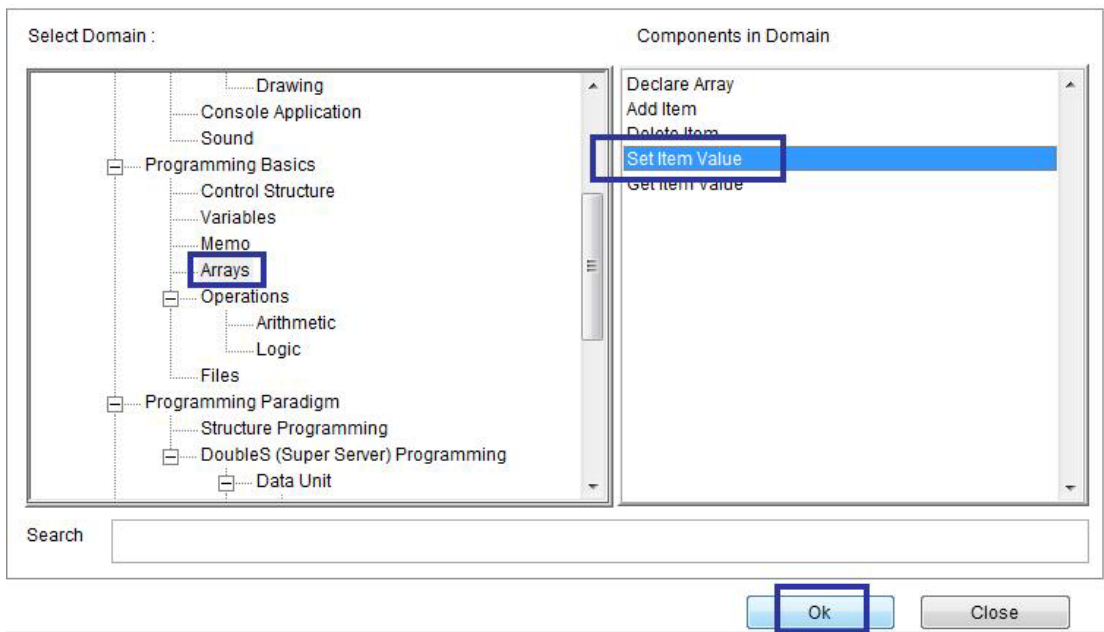 Select Domain :
Components in Domain
Drawing
Console Application
Sound
Programming Basics
Control Structure
Variables
Memo
Arrays
Operations
Arithmetic
Logic
Files
Programming Paradigm
Structure Programming
DoubleS (Super Server) Programming
Data Unit
Declare Array
Add Item
Delete Item
Set Item Value
Get Item Value
Search
Ok
Close